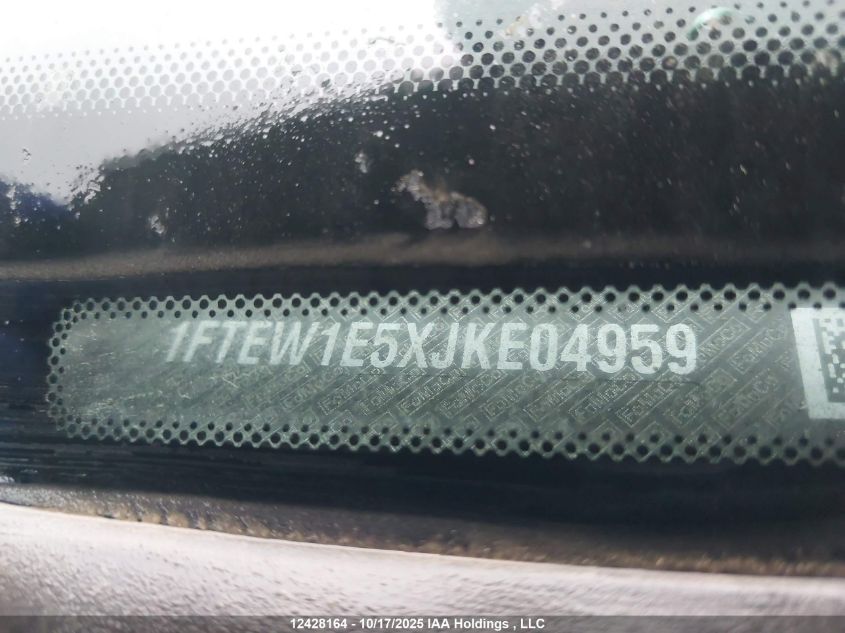 1FTEW1E5XJKE04959
12428164 - 10/17/2025 IAA Holdings , LLC